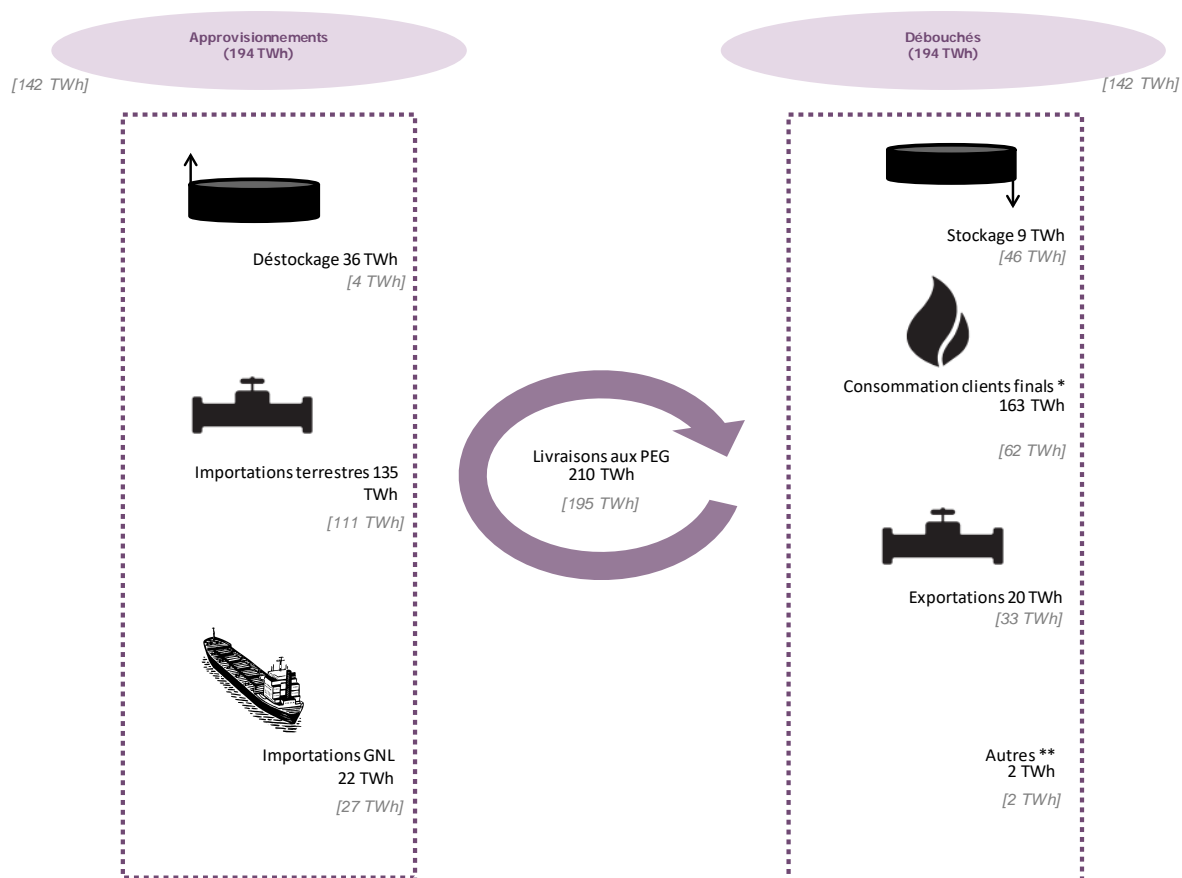 Approvisionnements
(194 TWh)
[142 TWh]
Déstockage 36 TWh
[4 TWh]
Importations terrestres 135
TWh
[111 TWh]
Importations GNL
22 TWh
[27 TWh]
Livraisons aux PEG
210 TWh
[195 TWh]
Débouchés
(194 TWh)
[142 TWh]
Stockage 9 TWh
[46 TWh]
Consommation clients finals *
163 TWh
[62 TWh]
Exportations 20 TWh
[33 TWh]
Autres **
2 TWh
[2 TWh]